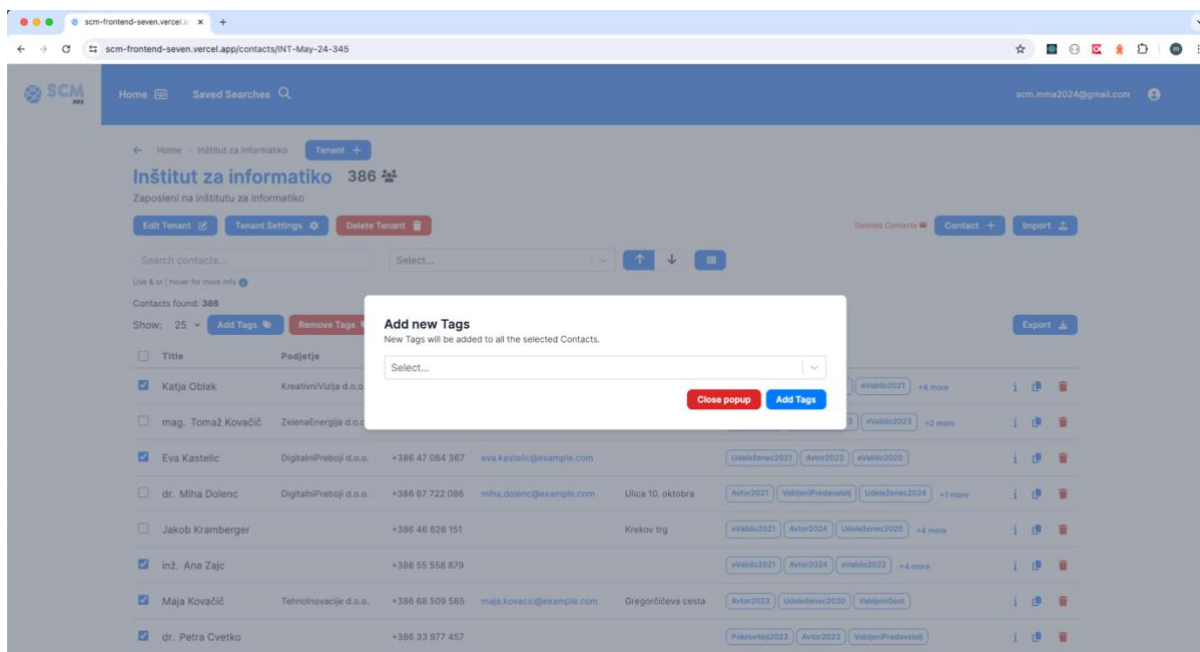 scm-frontend-seven.vercel.a
scm-frontend-seven.vercel.app/contacts/INT-May-24-345
SCM
MMA
Home
Saved Searches
scm.mma2024@gmail.com
Home Inštitut za informatiko Tenant +
Inštitut za informatiko 386
Zaposleni na inštitutu za informatiko
Edit Tenant Tenant Settings Delete Tenant Deleted Contacts Contact + Import
Search contacts... Select...
Use & or | hover for more info
Contacts found: 386
Show: 25 Add Tags Remove Tags Export
Add new Tags
New Tags will be added to all the selected Contacts.
Select...
Close popup Add Tags
Title Podjetje
Katja Oblak KreativniVizija d.o.o eVabilo2021 +4 more
mag. Tomaž Kovačič ZelenaEnergija d.o.o eVabilo2023 +2 more
Eva Kastelic DigitalniPreboji d.o.o. +386 47 084 367 eva.kastelic@example.com Udeleženec2021 Avtor2022 eVabilo2020
dr. Miha Dolenc DigitalniPreboji d.o.o. +386 67 722 086 miha.dolenc@example.com Ulica 10. oktobra Avtor2021 VabljeniPredavatelj Udeleženec2024 +1 more
Jakob Kramberger +386 46 628 151 Krekov trg eVabilo2021 Avtor2024 Udeleženec2020 +4 more
inž. Ana Zajc +386 55 558 879 eVabilo2021 Avtor2024 eVabilo2022 +4 more
Maja Kovačič TehnoInovacije d.o.o. +386 68 509 585 maja.kovacic@example.com Gregorčičeva cesta Avtor2023 Udeleženec2020 VabljeniGost
dr. Petra Cvetko +386 33 977 457 Pokrovitelj2023 Avtor2023 VabljeniPredavatelj